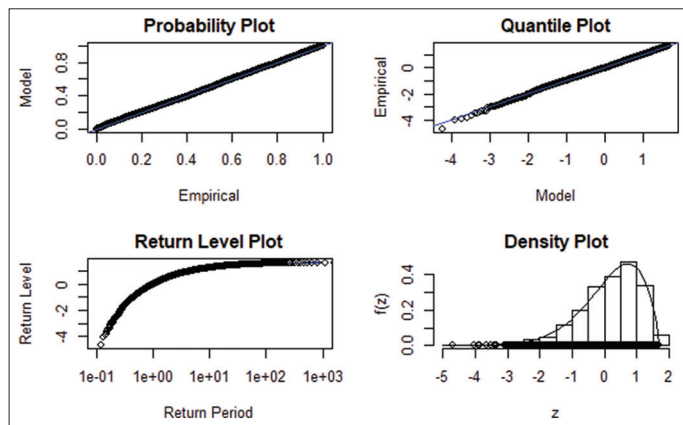 Probability Plot
Model
0.0 0.4 0.8
0.0 0.2 0.4 0.6 0.8 1.0
Empirical
Quantile Plot
Empirical
-4 -2 0
-4 -3 -2 -1 0 1
Model
Return Level Plot
Return Level
-4 -2 0
1e-01 1e+00 1e+01 1e+02 1e+03
Return Period
Density Plot
f(z)
0.0 0.2 0.4
-5 -4 -3 -2 -1 0 1 2
z